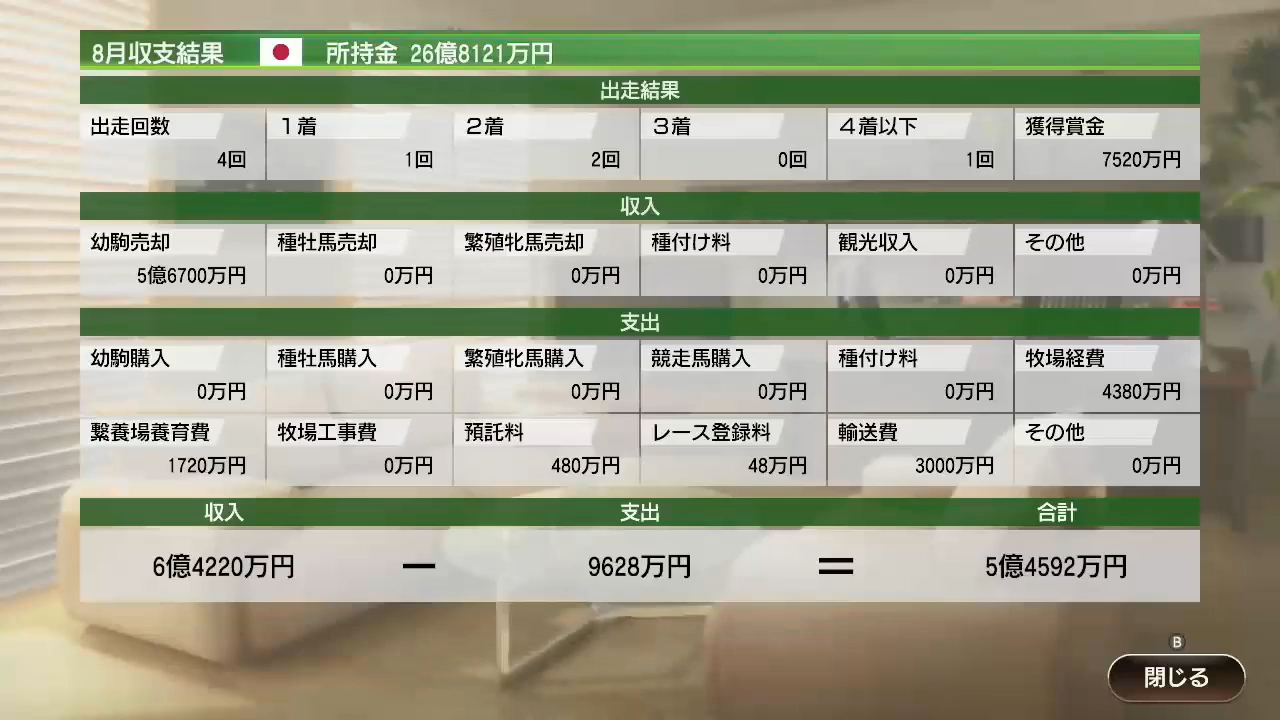 8月収支結果 所持金 26億8121万円
出走結果
出走回数 1着 2着 3着 4着以下 獲得賞金
4回 1回 2回 0回 1回 7520万円
収入
幼駒売却 種牡馬売却 繁殖牝馬売却 種付け料 観光収入 その他
5億6700万円 0万円 0万円 0万円 0万円 0万円
支出
幼駒購入 種牡馬購入 繁殖牝馬購入 競走馬購入 種付け料 牧場経費
0万円 0万円 0万円 0万円 0万円 4380万円
繋養場養育費 牧場工事費 預託料 レース登録料 輸送費 その他
1720万円 0万円 480万円 48万円 3000万円 0万円
収入 支出 合計
6億4220万円 － 9628万円 ＝ 5億4592万円
B
閉じる